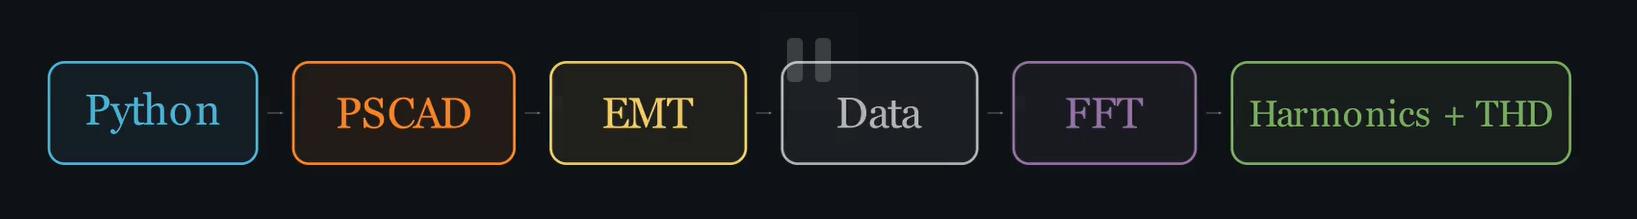 Python → PSCAD → EMT → Data → FFT → Harmonics + THD